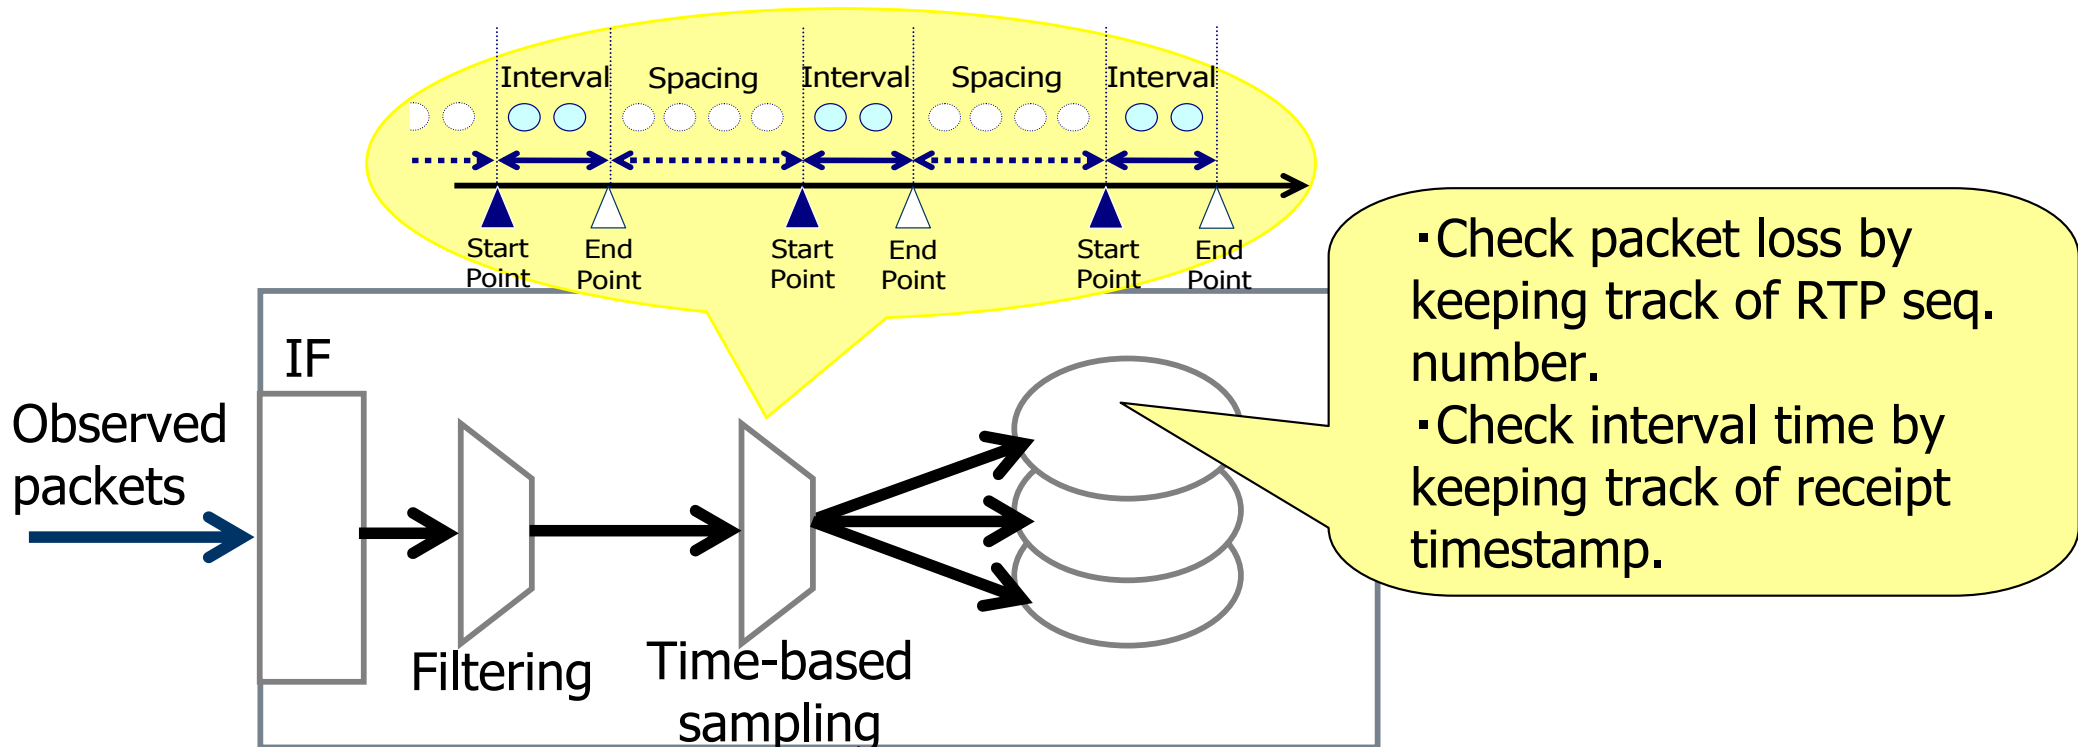 Interval Spacing Interval Spacing Interval
Start End Start End Start End
Point Point Point Point Point Point
IF
Observed
packets
Filtering
Time-based
sampling
・Check packet loss by
keeping track of RTP seq.
number.
・Check interval time by
keeping track of receipt
timestamp.